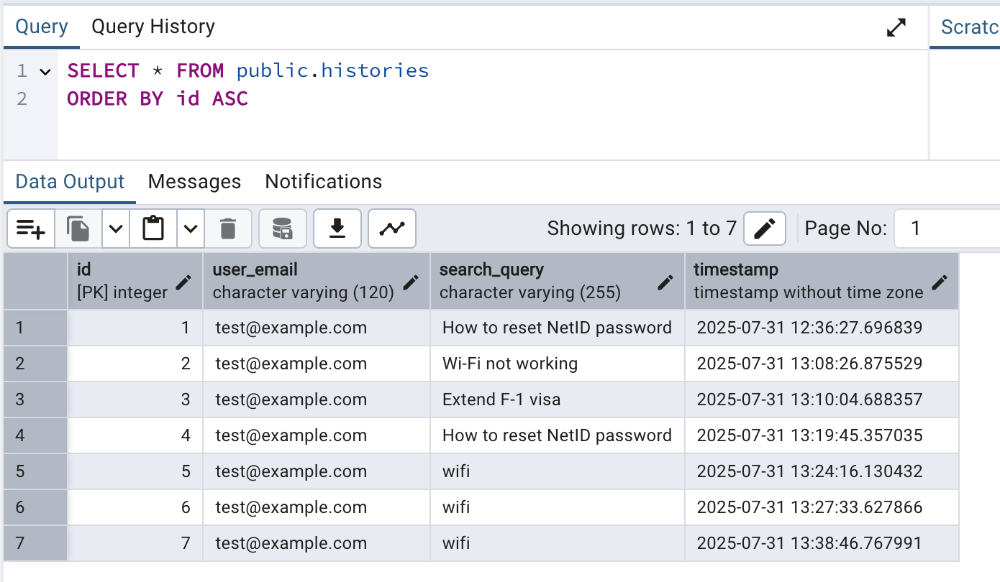 Query Query History Scratc
1 SELECT * FROM public.histories
2 ORDER BY id ASC
Data Output Messages Notifications
Showing rows: 1 to 7 Page No: 1
id user_email search_query timestamp
[PK] integer character varying (120) character varying (255) timestamp without time zone
1 1 test@example.com How to reset NetID password 2025-07-31 12:36:27.696839
2 2 test@example.com Wi-Fi not working 2025-07-31 13:08:26.875529
3 3 test@example.com Extend F-1 visa 2025-07-31 13:10:04.688357
4 4 test@example.com How to reset NetID password 2025-07-31 13:19:45.357035
5 5 test@example.com wifi 2025-07-31 13:24:16.130432
6 6 test@example.com wifi 2025-07-31 13:27:33.627866
7 7 test@example.com wifi 2025-07-31 13:38:46.767991